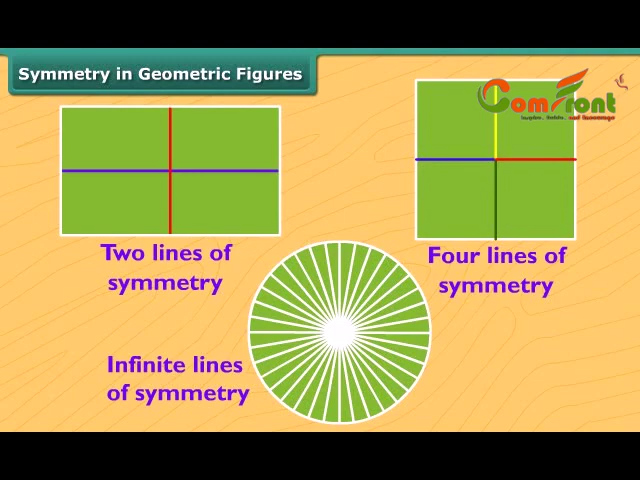 Symmetry in Geometric Figures
ComFront
Two lines of
symmetry
Four lines of
symmetry
Infinite lines
of symmetry